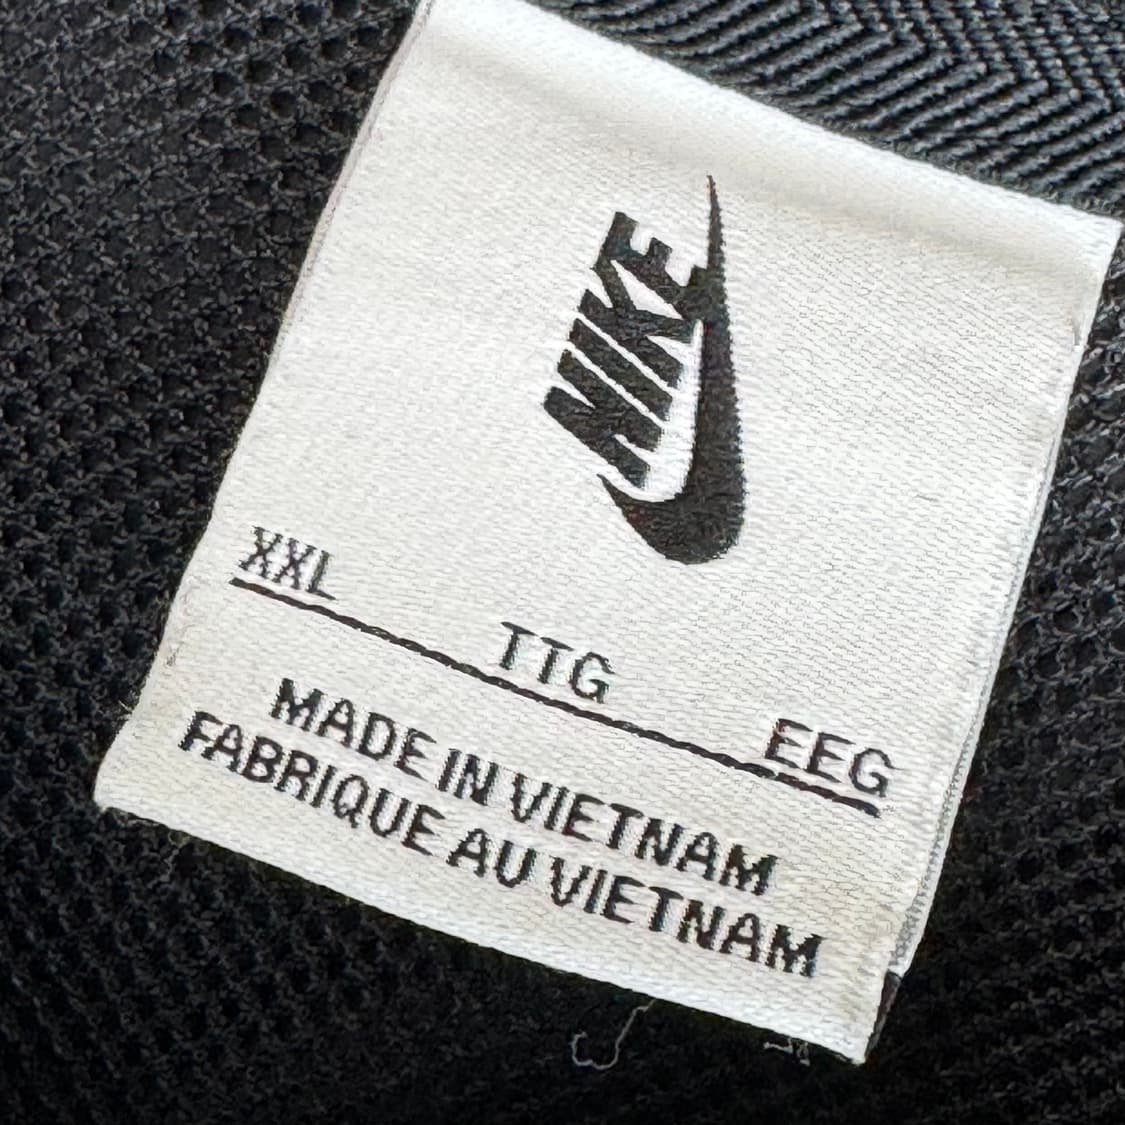 NIKE
XXL TTG EEG
MADE IN VIETNAM
FABRIQUE AU VIETNAM